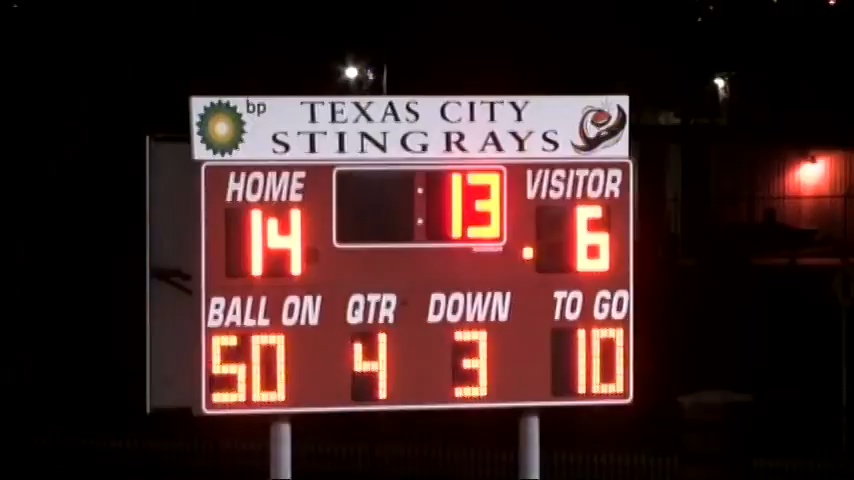 bp
TEXAS CITY
STINGRAYS
HOME : 13 VISITOR
14 6
BALL ON QTR DOWN TO GO
50 4 3 10